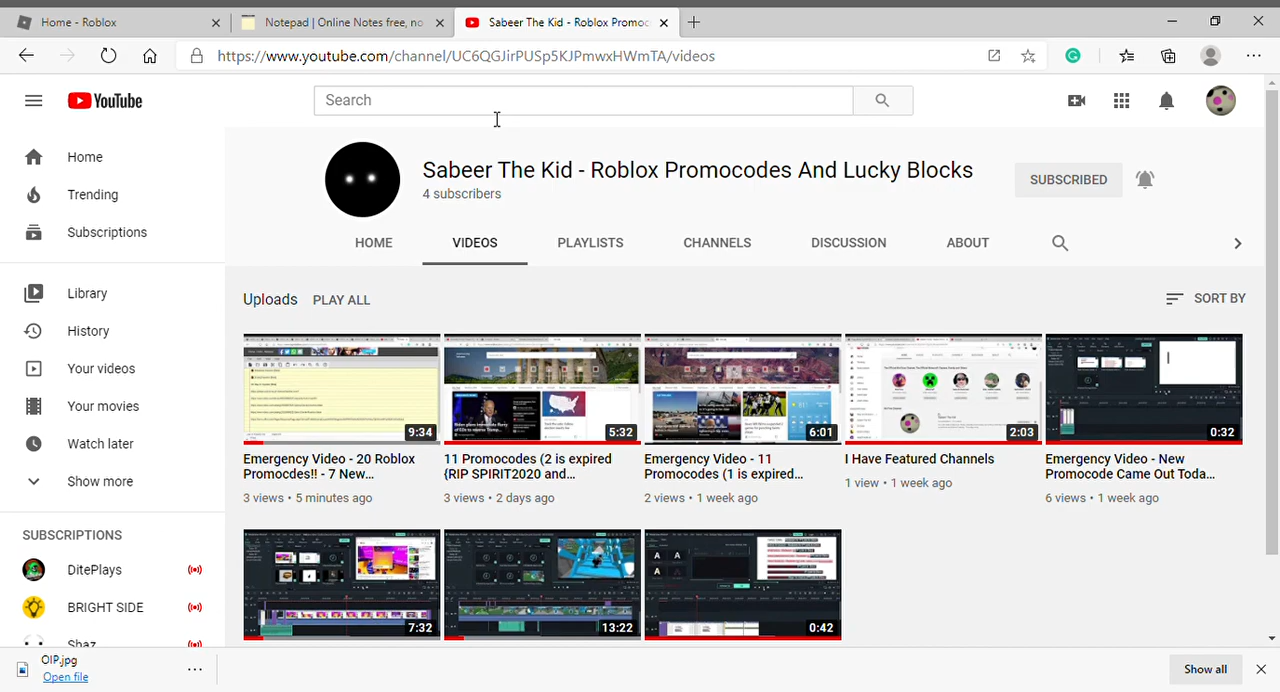 Home - Roblox
Notepad | Online Notes free, no
Sabeer The Kid - Roblox Promoc
https://www.youtube.com/channel/UC6QGJirPUSp5KJPmwxHWmTA/videos
YouTube
Search
Home
Trending
Subscriptions
Library
History
Your videos
Your movies
Watch later
Show more
SUBSCRIPTIONS
BRIGHT SIDE
Shaz
Sabeer The Kid - Roblox Promocodes And Lucky Blocks
4 subscribers
SUBSCRIBED
HOME
VIDEOS
PLAYLISTS
CHANNELS
DISCUSSION
ABOUT
Uploads
PLAY ALL
SORT BY
9:34
5:32
6:01
2:03
0:32
Emergency Video - 20 Roblox
Promocdes!! - 7 New...
3 views • 5 minutes ago
11 Promocodes (2 is expired
{RIP SPIRIT2020 and...
3 views • 2 days ago
Emergency Video - 11
Promocodes (1 is expired...
2 views • 1 week ago
I Have Featured Channels
1 view • 1 week ago
Emergency Video - New
Promocode Came Out Toda...
6 views • 1 week ago
7:32
13:22
0:42
OIP.jpg
Open file
Show all